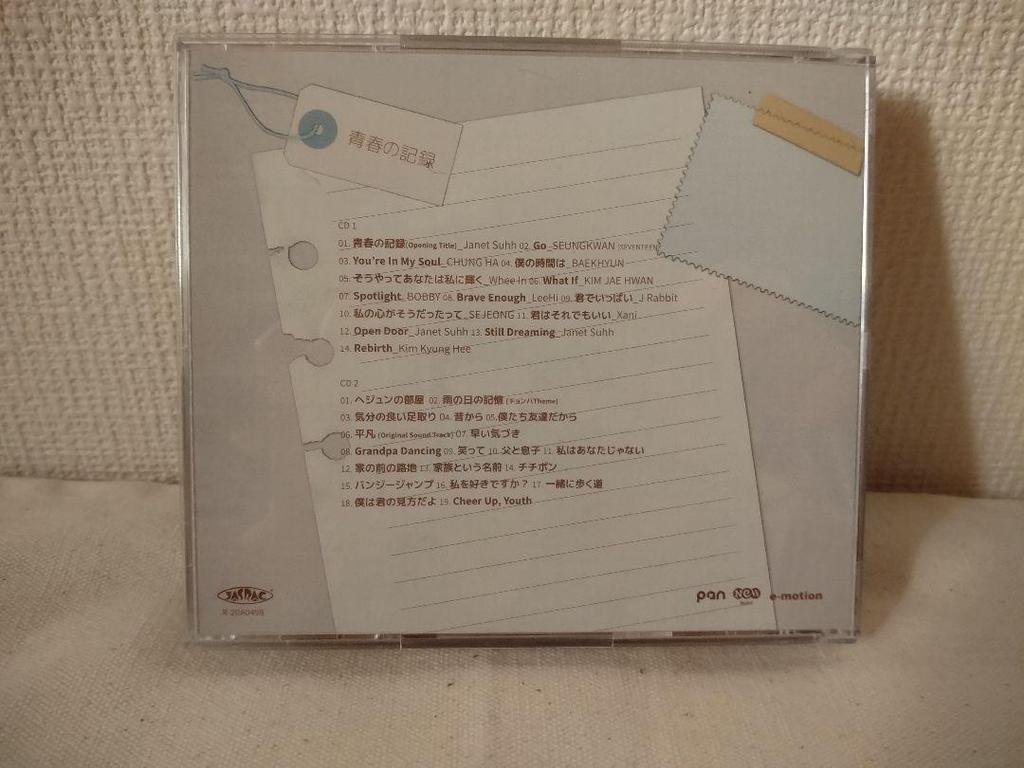 青春の記録
CD 1
01. 青春の記録(Opening Title)_Janet Suhh 02. Go_SEUNGKWAN (SEVENTEEN)
03. You're In My Soul_CHUNG HA 04. 僕の時間は_BAEKHYUN
05. そうやってあなたは私に輝く_Whee In 06. What If_KIM JAE HWAN
07. Spotlight_BOBBY 08. Brave Enough_LeeHi 09. 君でいっぱい_J Rabbit
10. 私の心がそうだったって_SEJEONG 11. 君はそれでもいい_Xani
12. Open Door_Janet Suhh 13. Still Dreaming_Janet Suhh
14. Rebirth_Kim Kyung Hee
CD 2
01. ヘジュンの部屋 02. 雨の日の記憶 (チョンハTheme)
03. 気分の良い足取り 04. 昔から 05. 僕たち友達だから
06. 平凡 (Original Sound Track) 07. 早い気づき
08. Grandpa Dancing 09. 笑って 10. 父と息子 11. 私はあなたじゃない
12. 家の前の路地 13. 家族という名前 14. チチポン
15. バンジージャンプ 16. 私を好きですか？ 17. 一緒に歩く道
18. 僕は君の見方だよ 19. Cheer Up, Youth
JASRAC
R-20A0498
pan NEW e-motion